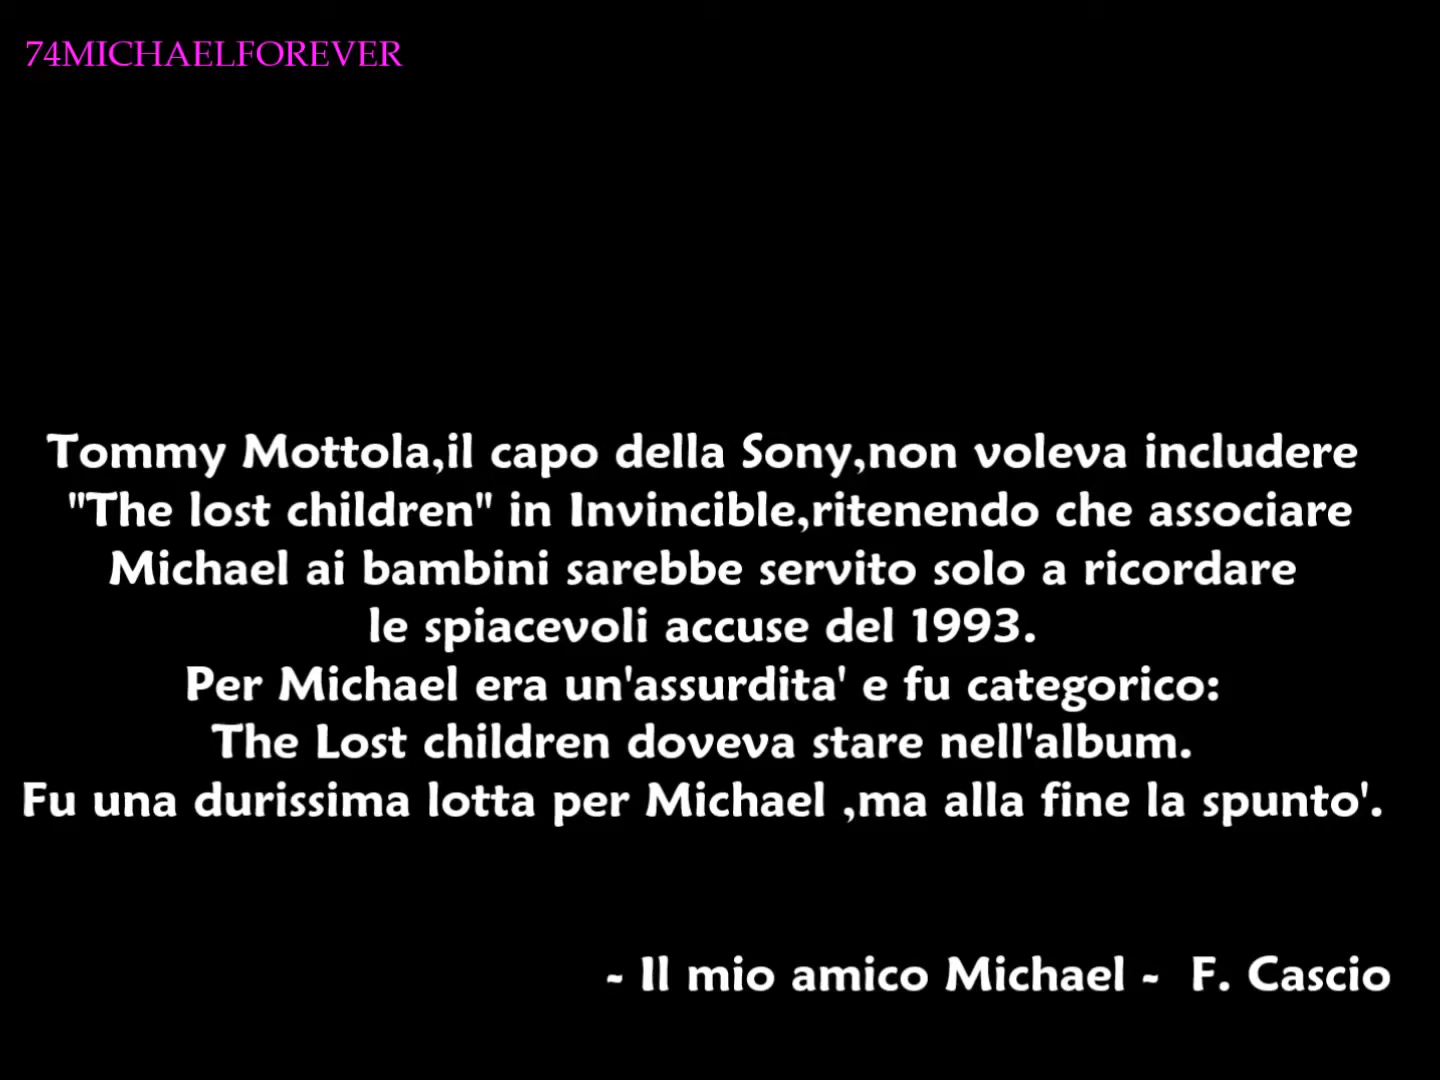 74MICHAELFOREVER
Tommy Mottola,il capo della Sony,non voleva includere
"The lost children" in Invincible,ritenendo che associare
Michael ai bambini sarebbe servito solo a ricordare
le spiacevoli accuse del 1993.
Per Michael era un'assurdita' e fu categorico:
The Lost children doveva stare nell'album.
Fu una durissima lotta per Michael ,ma alla fine la spunto'.
- Il mio amico Michael - F. Cascio